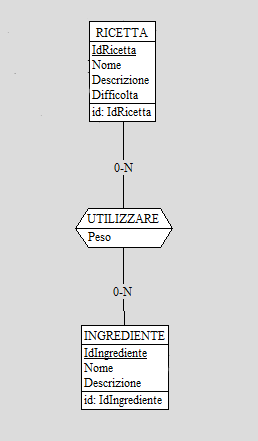 RICETTA
IdRicetta
Nome
Descrizione
Difficolta
id: IdRicetta
0-N
UTILIZZARE
Peso
0-N
INGREDIENTE
IdIngrediente
Nome
Descrizione
id: IdIngrediente